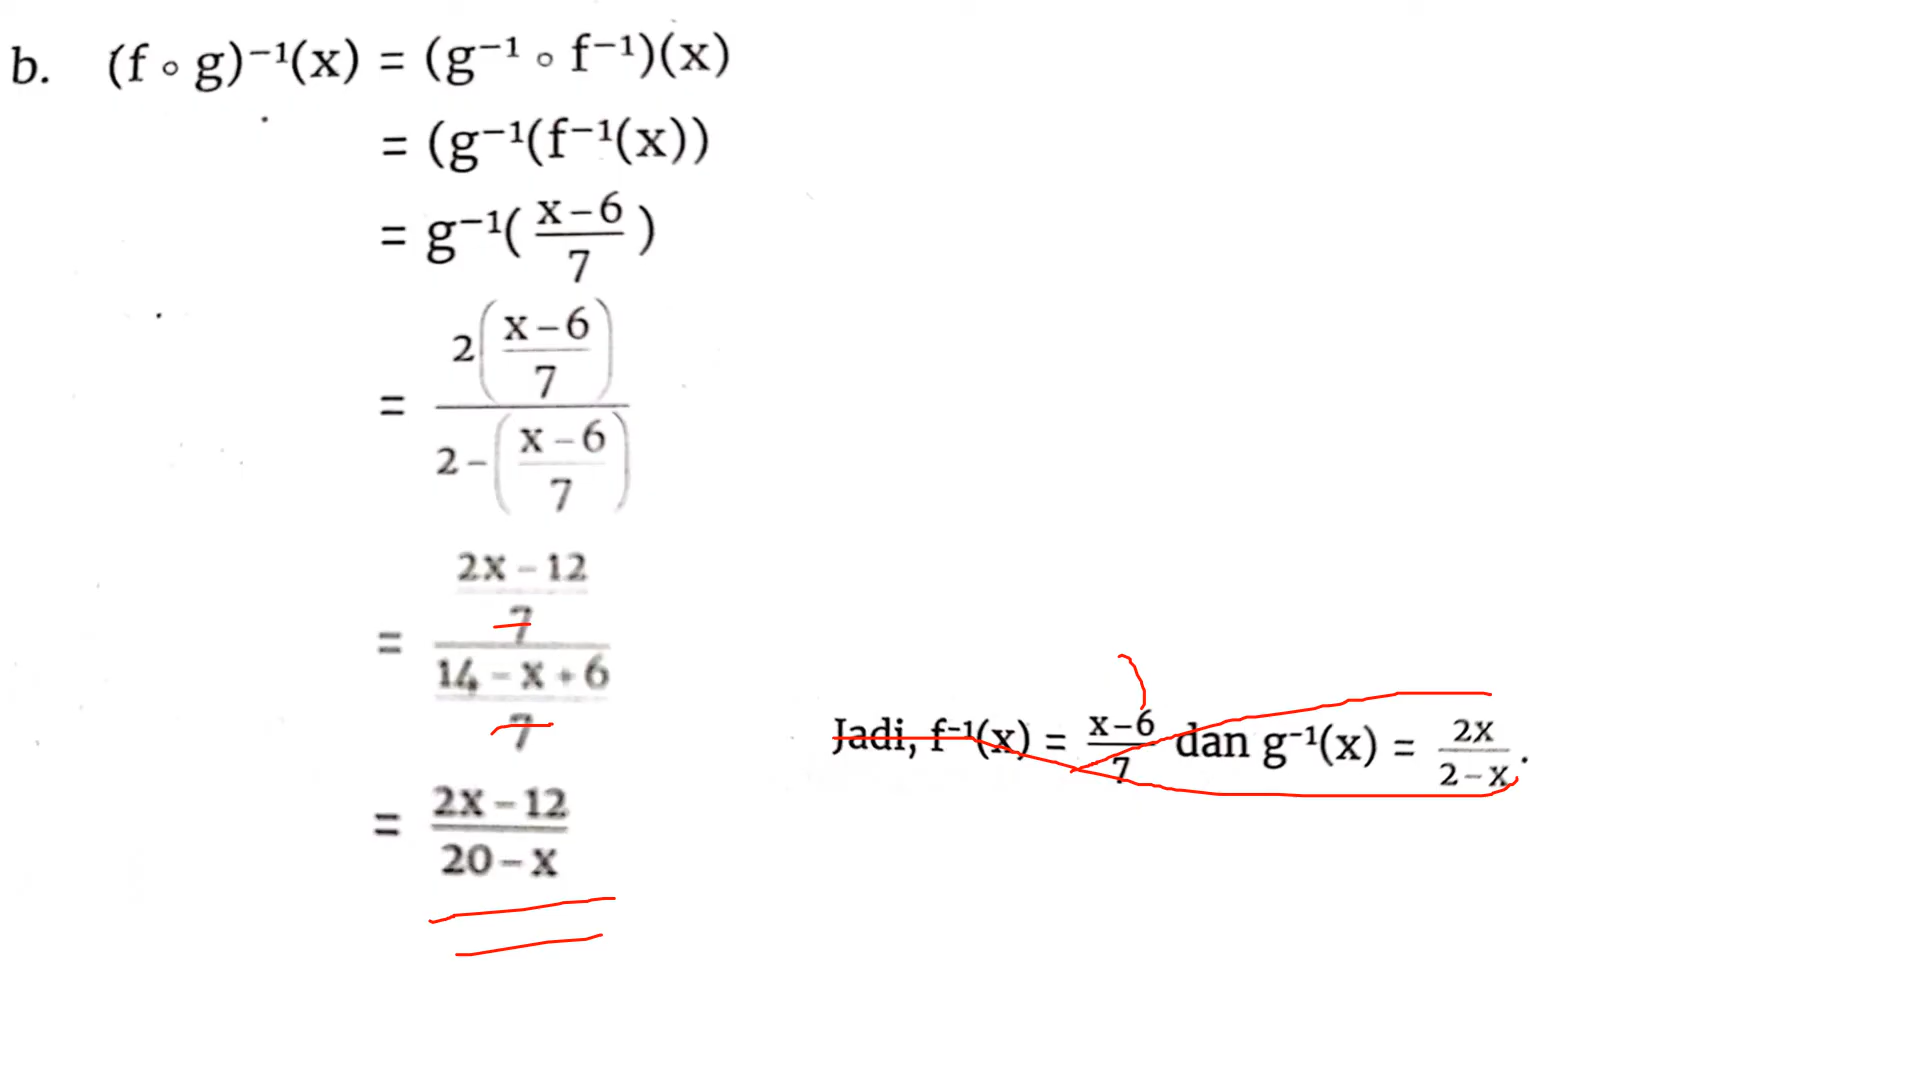 b. (f ∘ g)⁻¹(x) = (g⁻¹ ∘ f⁻¹)(x)
= (g⁻¹(f⁻¹(x))
= g⁻¹( x – 6 / 7 )
= 2( x – 6 / 7 ) / 2 – ( x – 6 / 7 )
= 2x – 12 / 7 / 14 – x + 6 / 7
= 2x – 12 / 20 – x
Jadi, f⁻¹(x) = x–6 / 7 dan g⁻¹(x) = 2x / 2–x .